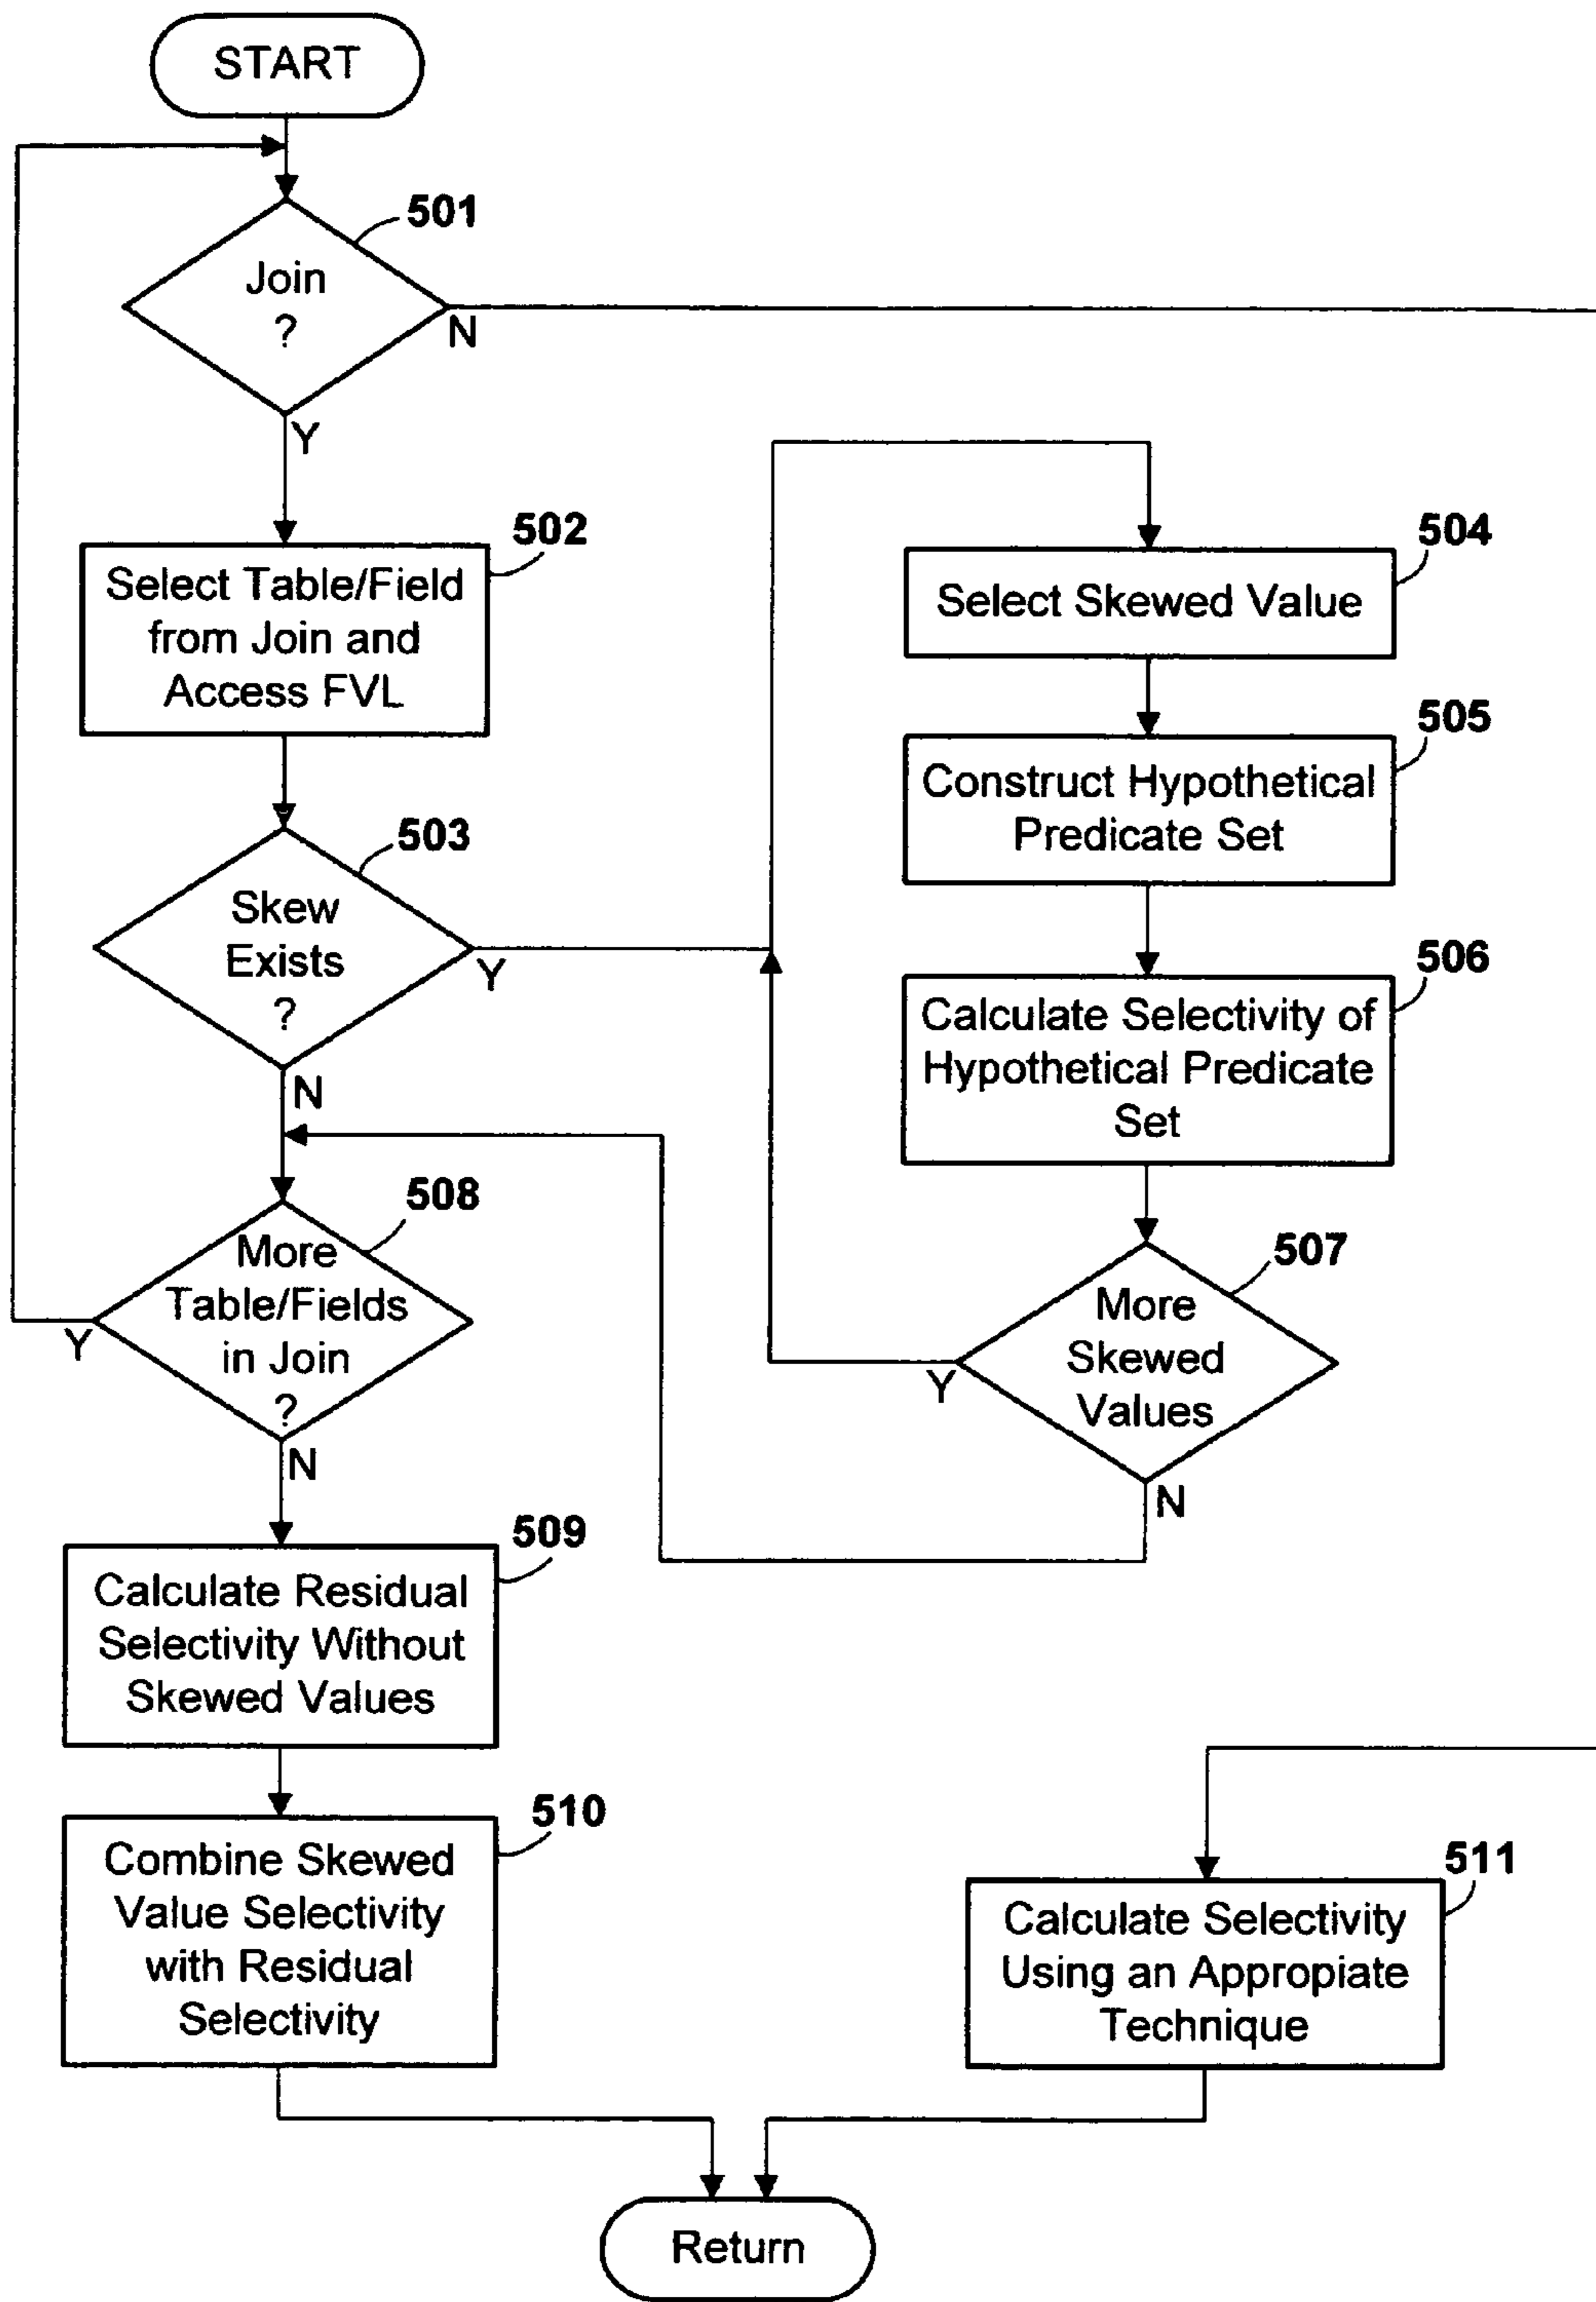 START
501
Join
?
N
Y
502
Select Table/Field
from Join and
Access FVL
503
Skew
Exists
?
Y
N
504
Select Skewed Value
505
Construct Hypothetical
Predicate Set
506
Calculate Selectivity of
Hypothetical Predicate
Set
507
More
Skewed
Values
Y
N
508
More
Table/Fields
in Join
?
Y
N
509
Calculate Residual
Selectivity Without
Skewed Values
510
Combine Skewed
Value Selectivity
with Residual
Selectivity
511
Calculate Selectivity
Using an Appropiate
Technique
Return